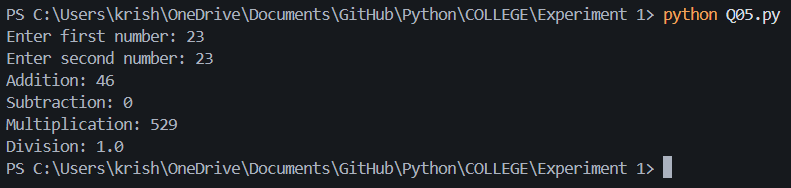 PS C:\Users\krish\OneDrive\Documents\GitHub\Python\COLLEGE\Experiment 1> python Q05.py
Enter first number: 23
Enter second number: 23
Addition: 46
Subtraction: 0
Multiplication: 529
Division: 1.0
PS C:\Users\krish\OneDrive\Documents\GitHub\Python\COLLEGE\Experiment 1>